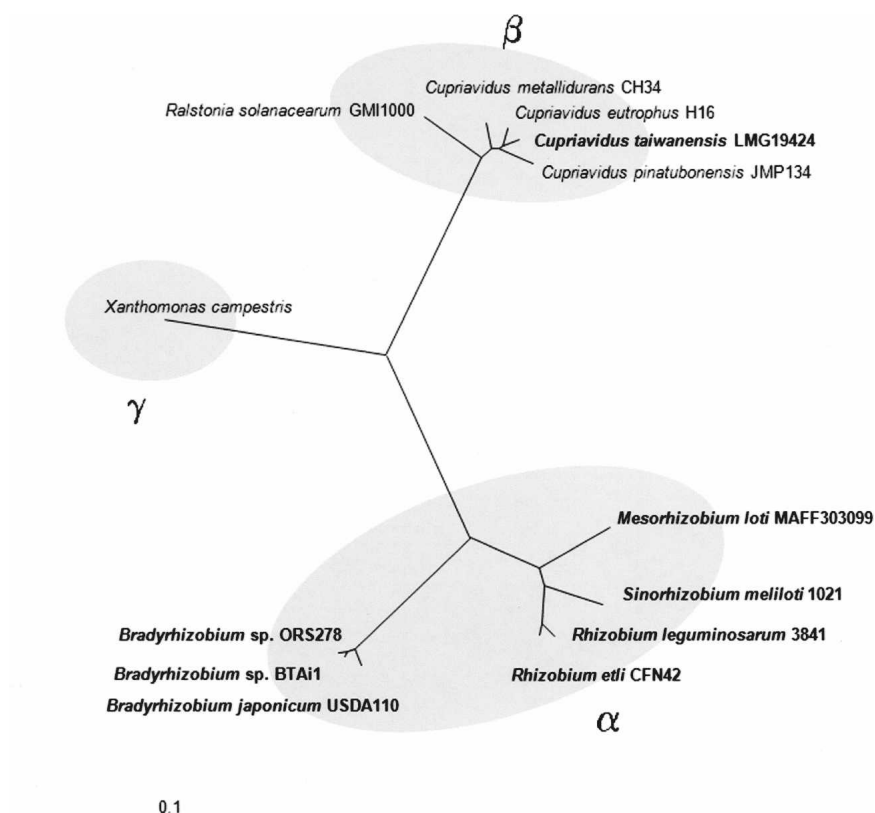 β
Cupriavidus metallidurans CH34
Ralstonia solanacearum GMI1000
Cupriavidus eutrophus H16
Cupriavidus taiwanensis LMG19424
Cupriavidus pinatubonensis JMP134
Xanthomonas campestris
γ
Mesorhizobium loti MAFF303099
Sinorhizobium meliloti 1021
Bradyrhizobium sp. ORS278
Rhizobium leguminosarum 3841
Bradyrhizobium sp. BTAi1
Rhizobium etli CFN42
Bradyrhizobium japonicum USDA110
α
0.1